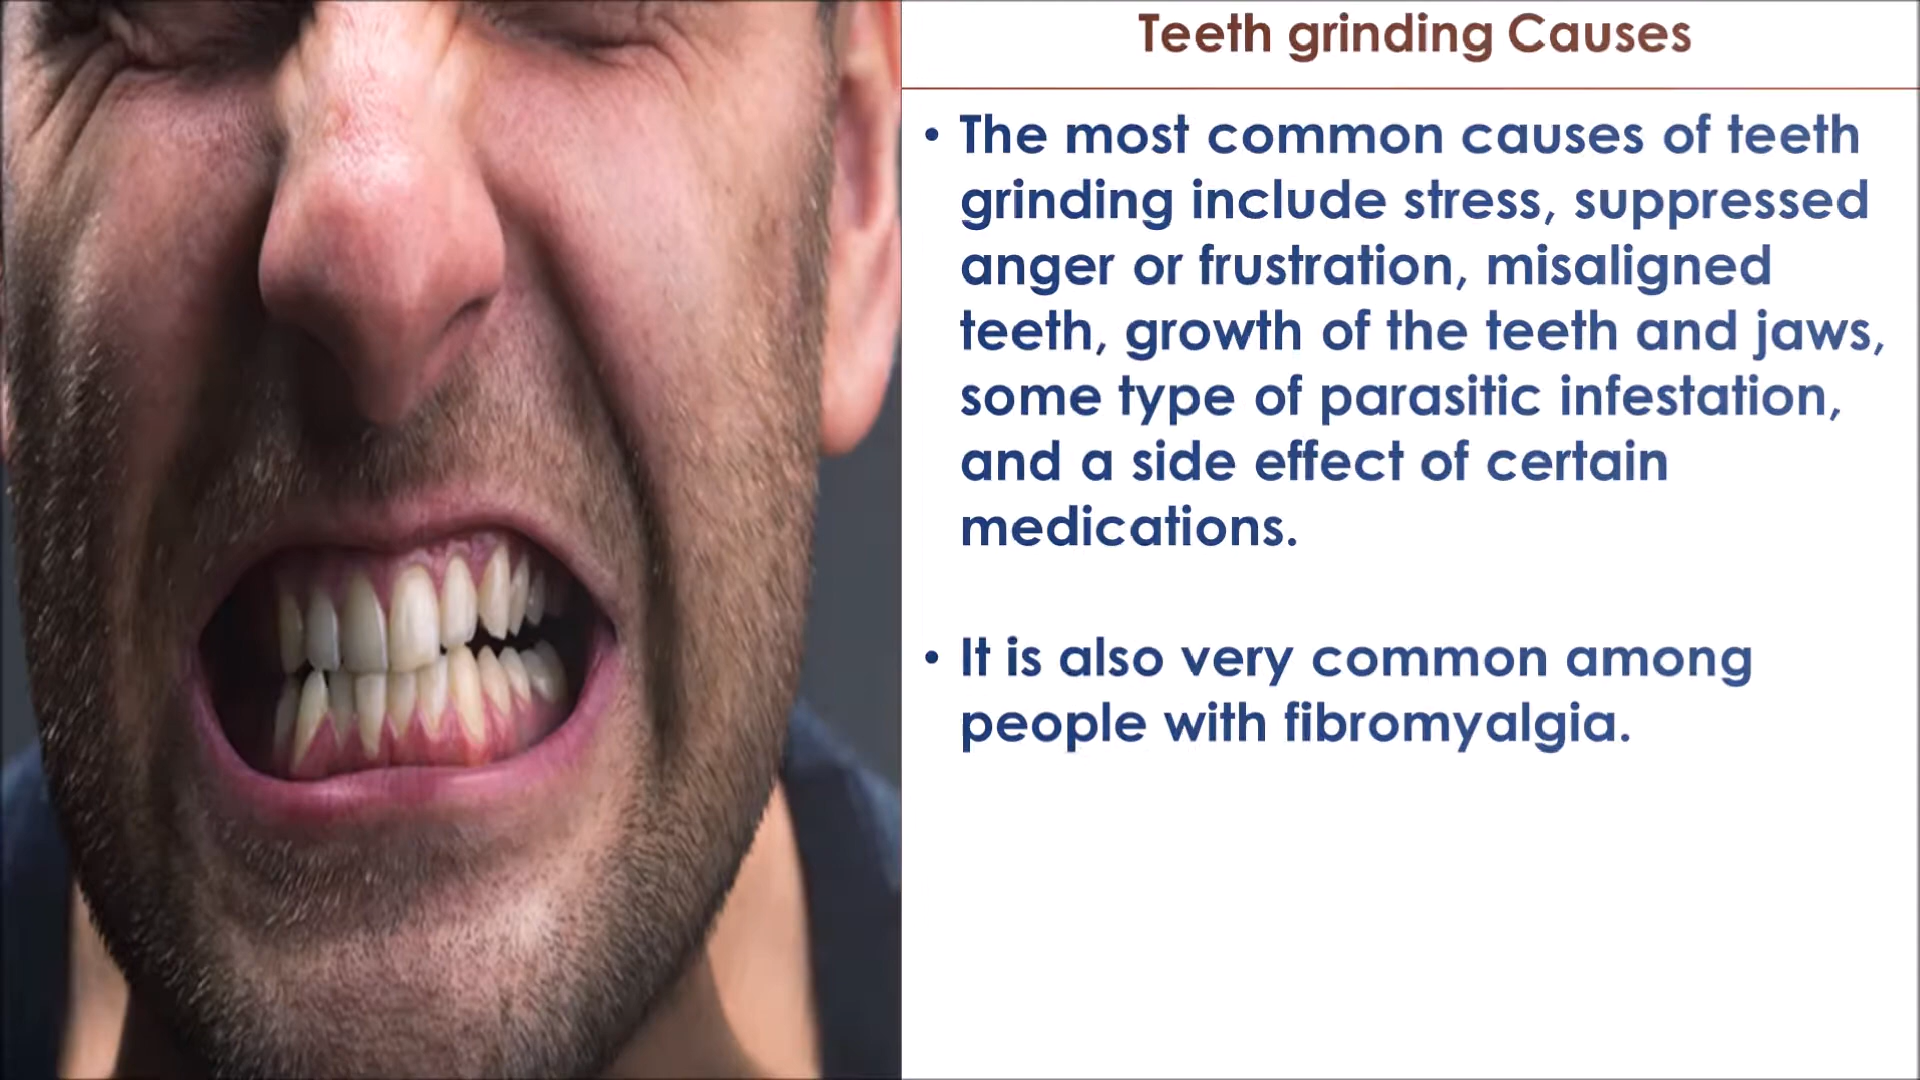 Teeth grinding Causes
• The most common causes of teeth
grinding include stress, suppressed
anger or frustration, misaligned
teeth, growth of the teeth and jaws,
some type of parasitic infestation,
and a side effect of certain
medications.
• It is also very common among
people with fibromyalgia.